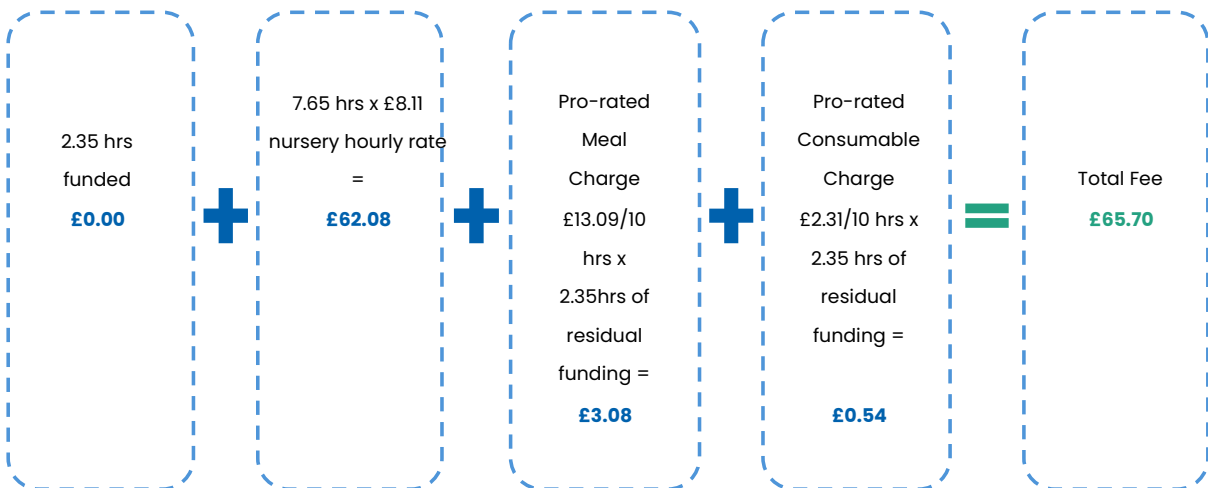 2.35 hrs
funded
£0.00
7.65 hrs x £8.11
nursery hourly rate
=
£62.08
Pro-rated
Meal
Charge
£13.09/10
hrs x
2.35hrs of
residual
funding =
£3.08
Pro-rated
Consumable
Charge
£2.31/10 hrs x
2.35 hrs of
residual
funding =
£0.54
Total Fee
£65.70